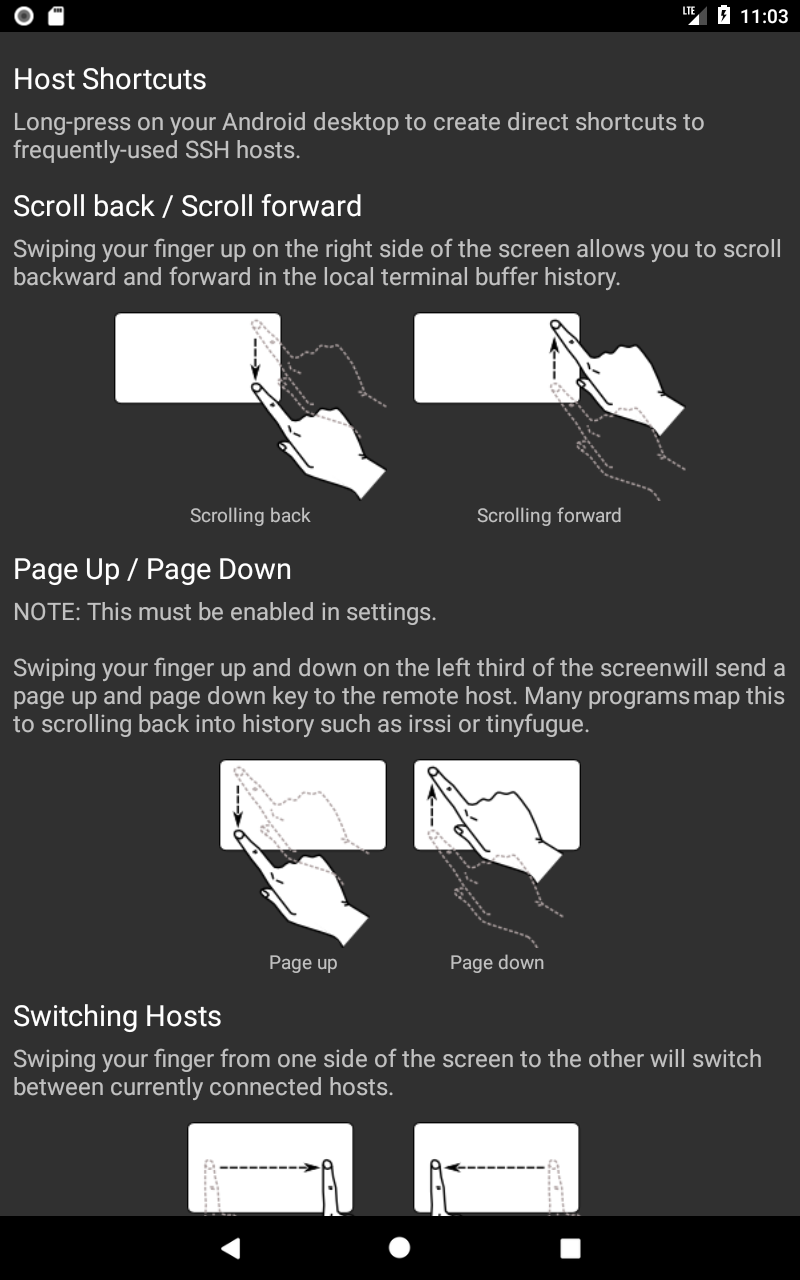 LTE 11:03
Host Shortcuts
Long-press on your Android desktop to create direct shortcuts to
frequently-used SSH hosts.
Scroll back / Scroll forward
Swiping your finger up on the right side of the screen allows you to scroll
backward and forward in the local terminal buffer history.
Scrolling back Scrolling forward
Page Up / Page Down
NOTE: This must be enabled in settings.
Swiping your finger up and down on the left third of the screenwill send a
page up and page down key to the remote host. Many programs map this
to scrolling back into history such as irssi or tinyfugue.
Page up Page down
Switching Hosts
Swiping your finger from one side of the screen to the other will switch
between currently connected hosts.